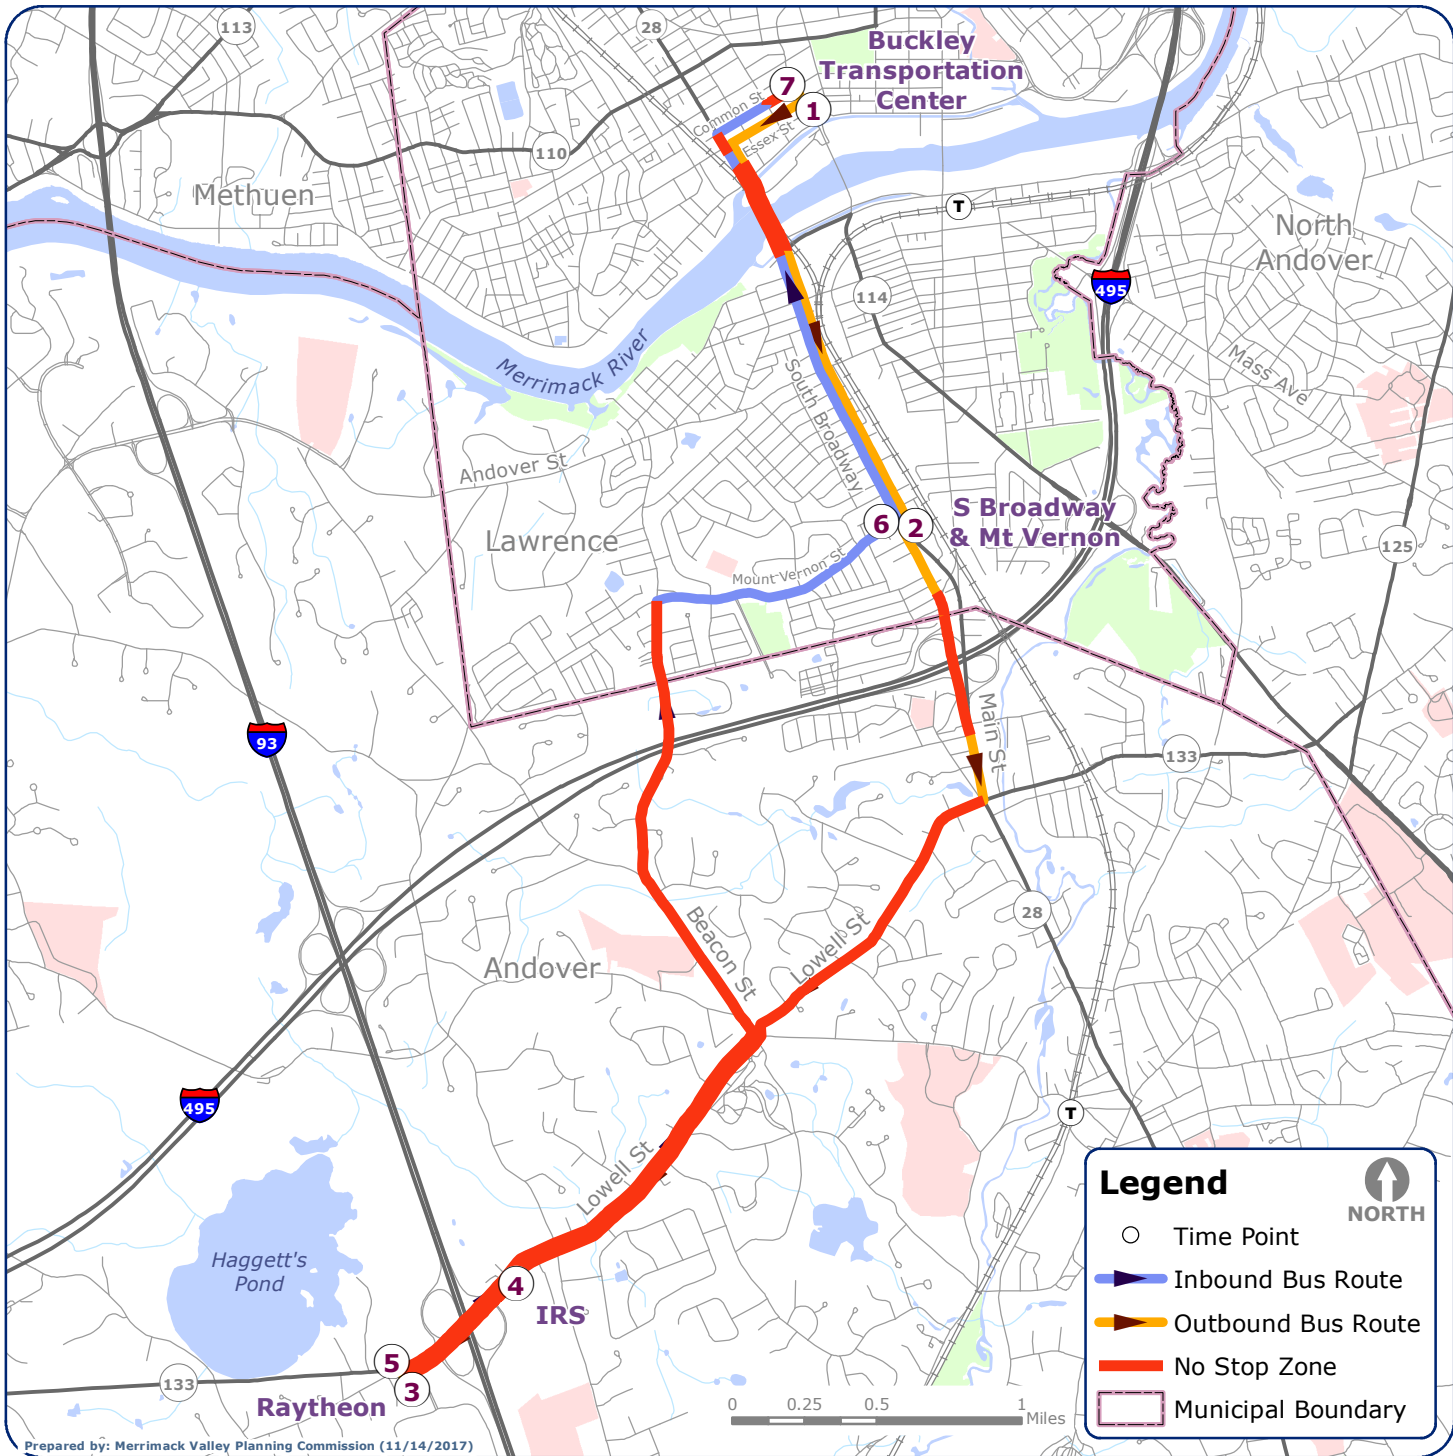 113
28
Buckley
Transportation
Center
7
1
Common St
Essex St
110
Methuen
T
North
Andover
495
114
Merrimack River
South Broadway
Mass Ave
Andover St
S Broadway
& Mt Vernon
6
2
Lawrence
125
Mount Vernon St
93
Main St
133
Beacon St
Lowell St
28
Andover
495
T
Lowell St
Haggett's
Pond
4
IRS
5
3
133
Raytheon
Legend
NORTH
Time Point
Inbound Bus Route
Outbound Bus Route
No Stop Zone
Municipal Boundary
0
0.25
0.5
1
Miles
Prepared by: Merrimack Valley Planning Commission (11/14/2017)